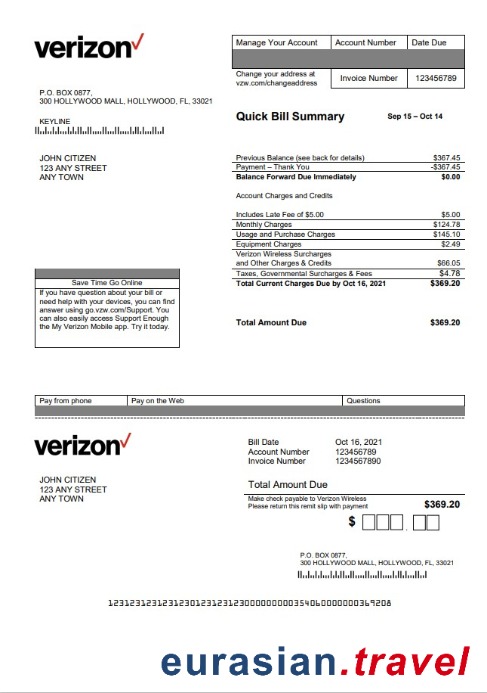 verizon
Manage Your Account Account Number Date Due
Change your address at
vzw.com/changeaddress
Invoice Number 123456789
P.O. BOX 0877,
300 HOLLYWOOD MALL, HOLLYWOOD, FL, 33021
KEYLINE
Quick Bill Summary Sep 15 – Oct 14
JOHN CITIZEN
123 ANY STREET
ANY TOWN
Previous Balance (see back for details) $367.45
Payment – Thank You -$367.45
Balance Forward Due Immediately $0.00
Account Charges and Credits
Includes Late Fee of $5.00 $5.00
Monthly Charges $124.78
Usage and Purchase Charges $145.10
Equipment Charges $2.49
Verizon Wireless Surcharges
and Other Charges & Credits $66.05
Taxes, Governmental Surcharges & Fees $4.78
Total Current Charges Due by Oct 16, 2021 $369.20
Total Amount Due $369.20
Save Time Go Online
If you have question about your bill or
need help with your devices, you can find
answer using go.vzw.com/Support. You
can also easily access Support Enough
the My Verizon Mobile app. Try it today.
Pay from phone Pay on the Web Questions
verizon
Bill Date Oct 16, 2021
Account Number 123456789
Invoice Number 1234567890
JOHN CITIZEN
123 ANY STREET
ANY TOWN
Total Amount Due
Make check payable to Verizon Wireless
Please return this remit slip with payment $369.20
$ .
P.O. BOX 0877,
300 HOLLYWOOD MALL, HOLLYWOOD, FL, 33021
eurasian.travel